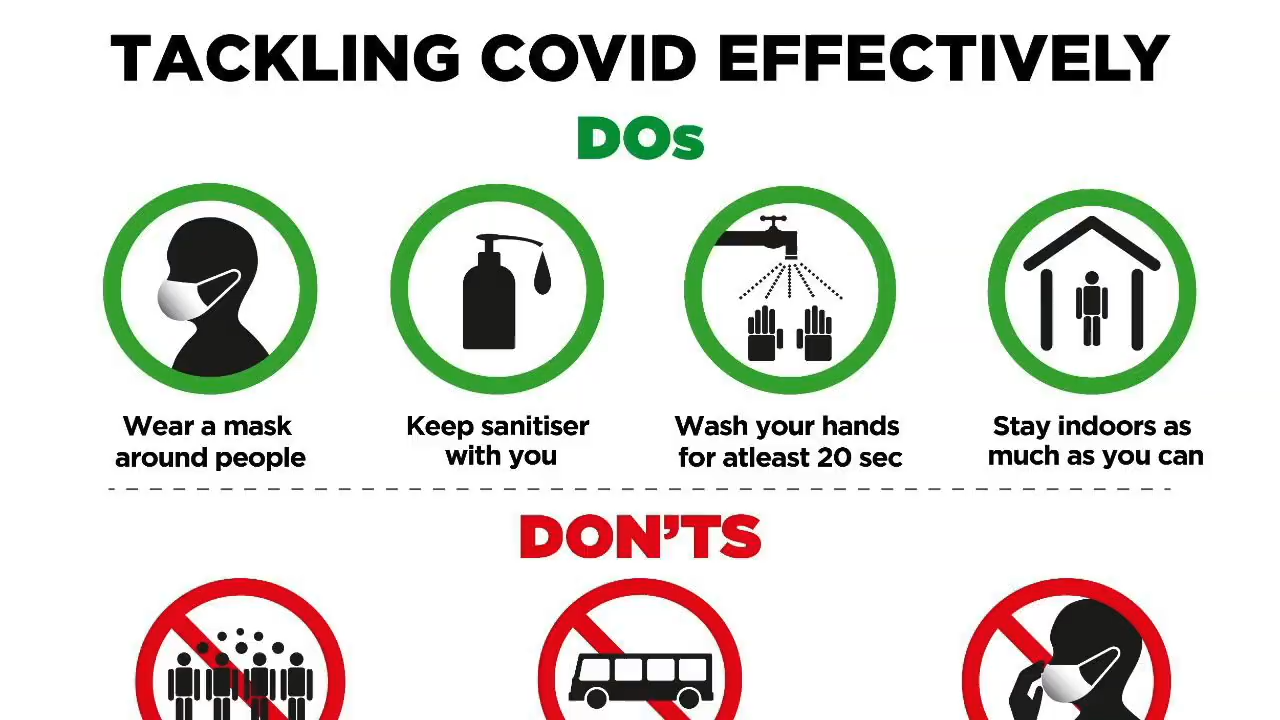 TACKLING COVID EFFECTIVELY
DOs
Wear a mask
around people
Keep sanitiser
with you
Wash your hands
for atleast 20 sec
Stay indoors as
much as you can
DON'TS